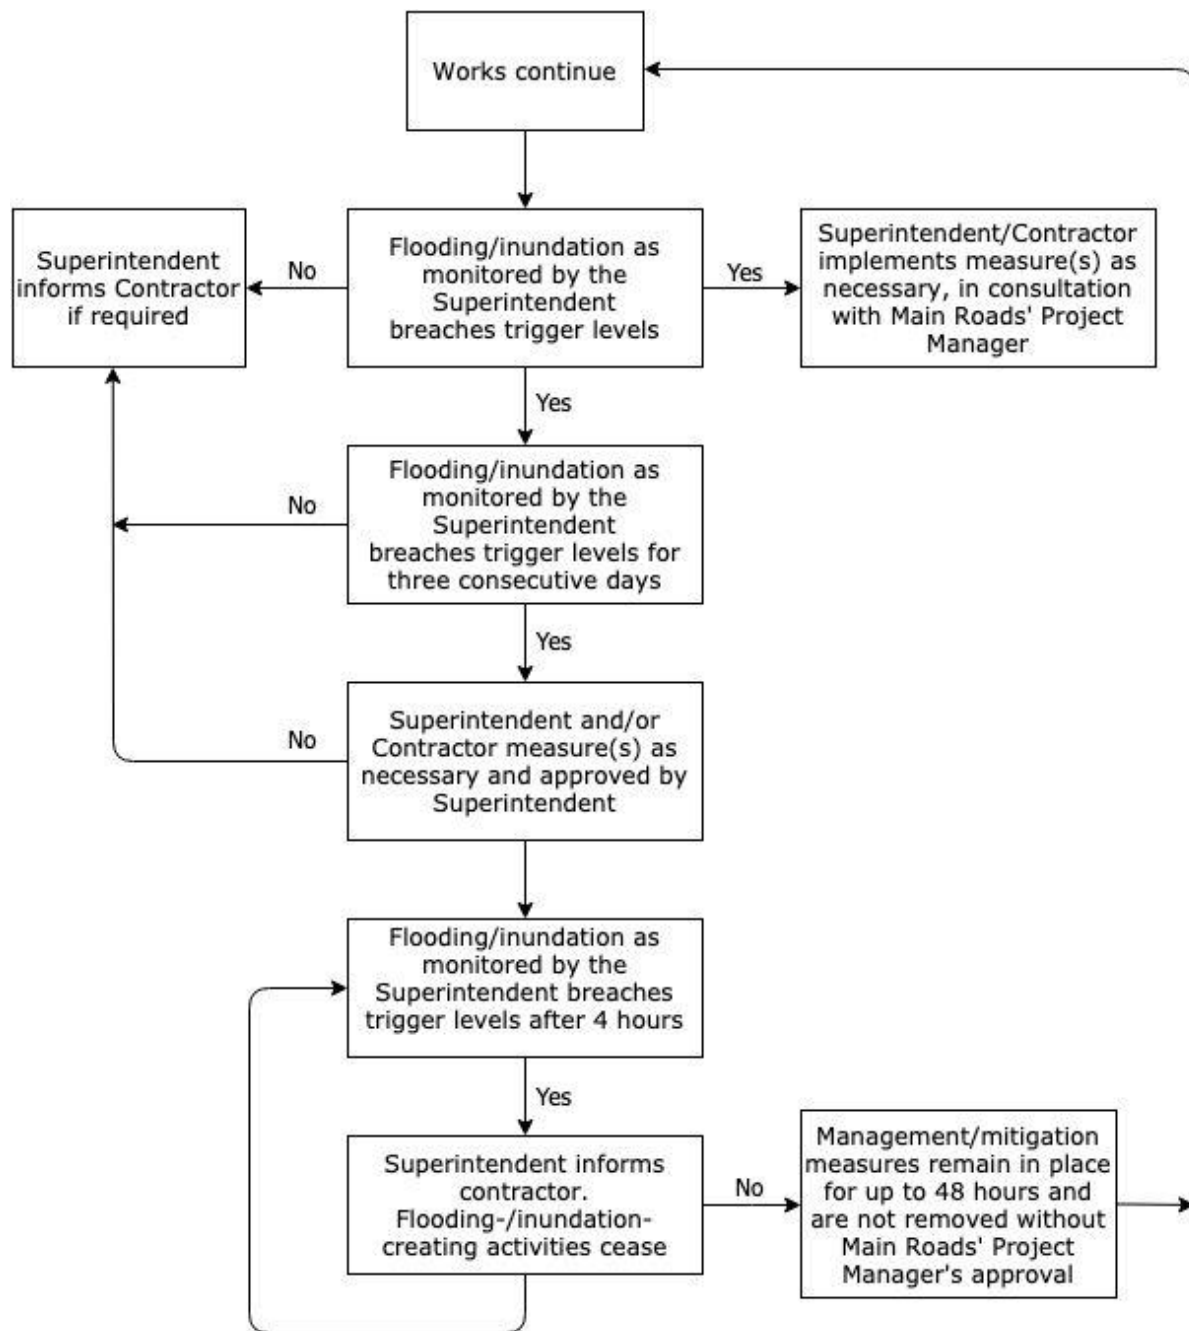 Works continue
Superintendent
informs Contractor
if required
No
Flooding/inundation as
monitored by the
Superintendent
breaches trigger levels
Yes
Superintendent/Contractor
implements measure(s) as
necessary, in consultation
with Main Roads' Project
Manager
Yes
No
Flooding/inundation as
monitored by the
Superintendent
breaches trigger levels for
three consecutive days
Yes
No
Superintendent and/or
Contractor measure(s) as
necessary and approved by
Superintendent
Flooding/inundation as
monitored by the
Superintendent breaches
trigger levels after 4 hours
Yes
Superintendent informs
contractor.
Flooding-/inundation-
creating activities cease
No
Management/mitigation
measures remain in place
for up to 48 hours and
are not removed without
Main Roads' Project
Manager's approval